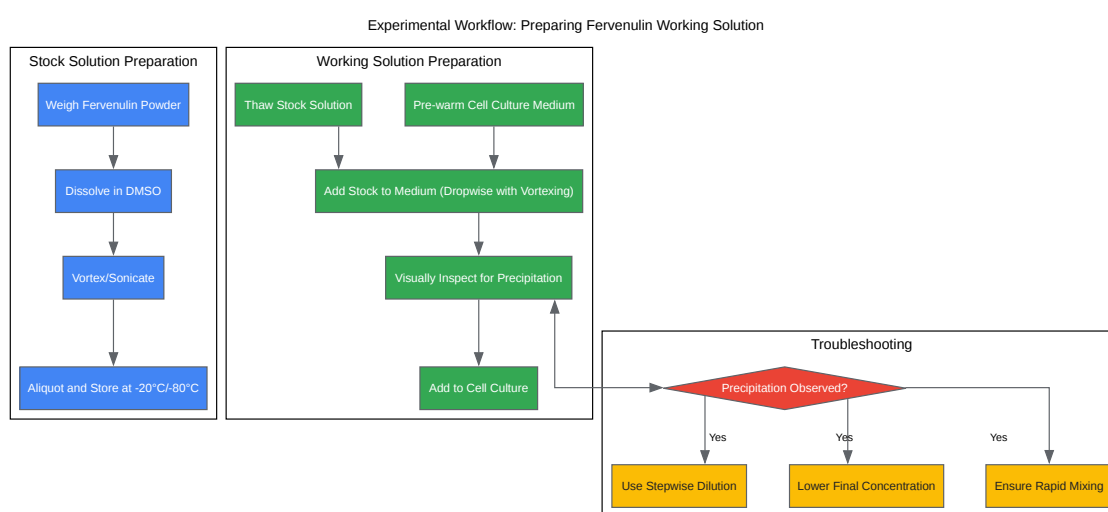 Experimental Workflow: Preparing Fervenulin Working Solution
Stock Solution Preparation
Weigh Fervenulin Powder
Dissolve in DMSO
Vortex/Sonicate
Aliquot and Store at -20°C/-80°C
Working Solution Preparation
Thaw Stock Solution
Pre-warm Cell Culture Medium
Add Stock to Medium (Dropwise with Vortexing)
Visually Inspect for Precipitation
Add to Cell Culture
Troubleshooting
Precipitation Observed?
Yes
Yes
Yes
Use Stepwise Dilution
Lower Final Concentration
Ensure Rapid Mixing